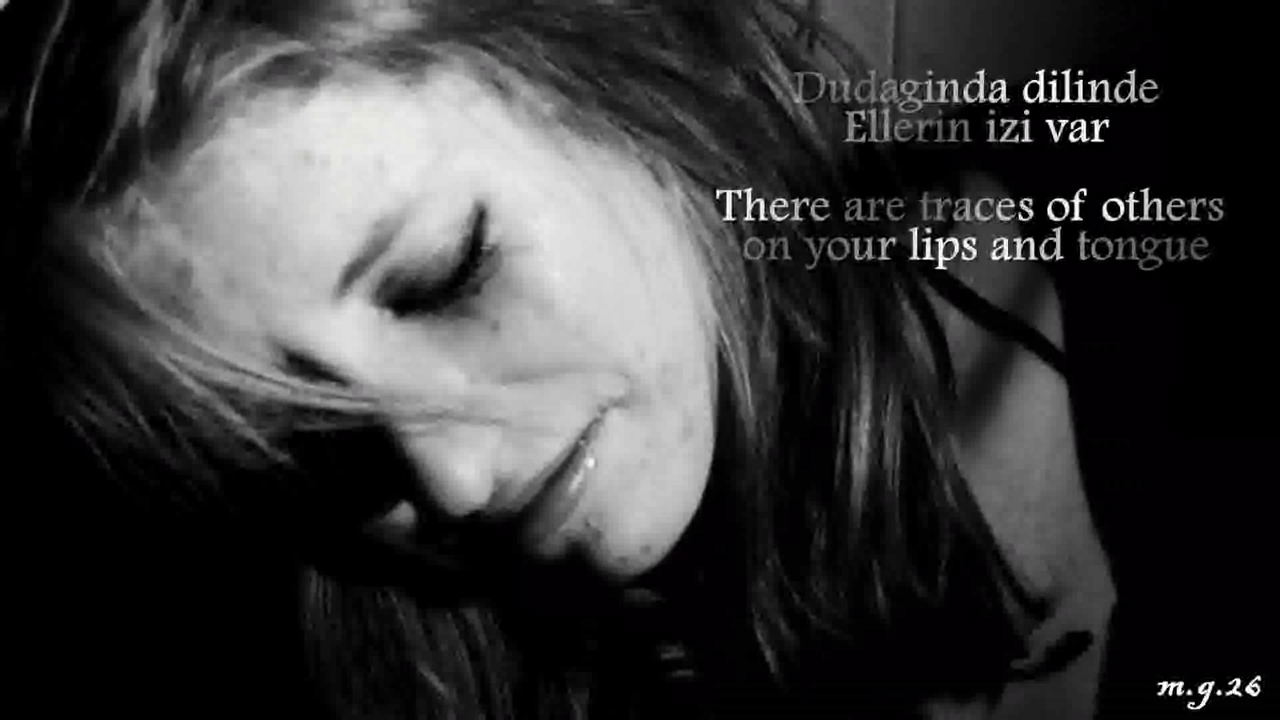 Dudaginda dilinde
Ellerin izi var
There are traces of others
on your lips and tongue
m.g.26